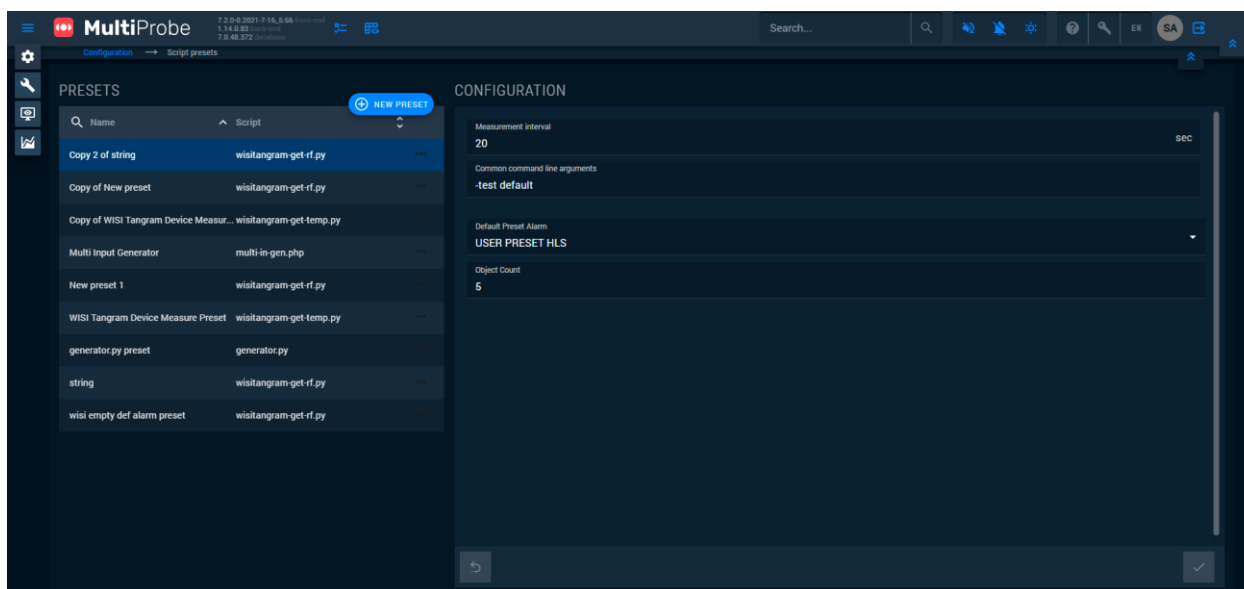 MultiProbe
7.2.0-0.2021-7-16_5:56 front-end
1.14.0.83 back-end
7.0.48.372 database
Search...
EN
SA
Configuration → Script presets
PRESETS
NEW PRESET
Name Script
Copy 2 of string wisitangram-get-rf.py
Copy of New preset wisitangram-get-rf.py
Copy of WISI Tangram Device Measur... wisitangram-get-temp.py
Multi Input Generator multi-in-gen.php
New preset 1 wisitangram-get-rf.py
WISI Tangram Device Measure Preset wisitangram-get-temp.py
generator.py preset generator.py
string wisitangram-get-rf.py
wisi empty def alarm preset wisitangram-get-rf.py
CONFIGURATION
Measurement interval
20 sec
Common command line arguments
-test default
Default Preset Alarm
USER PRESET HLS
Object Count
5